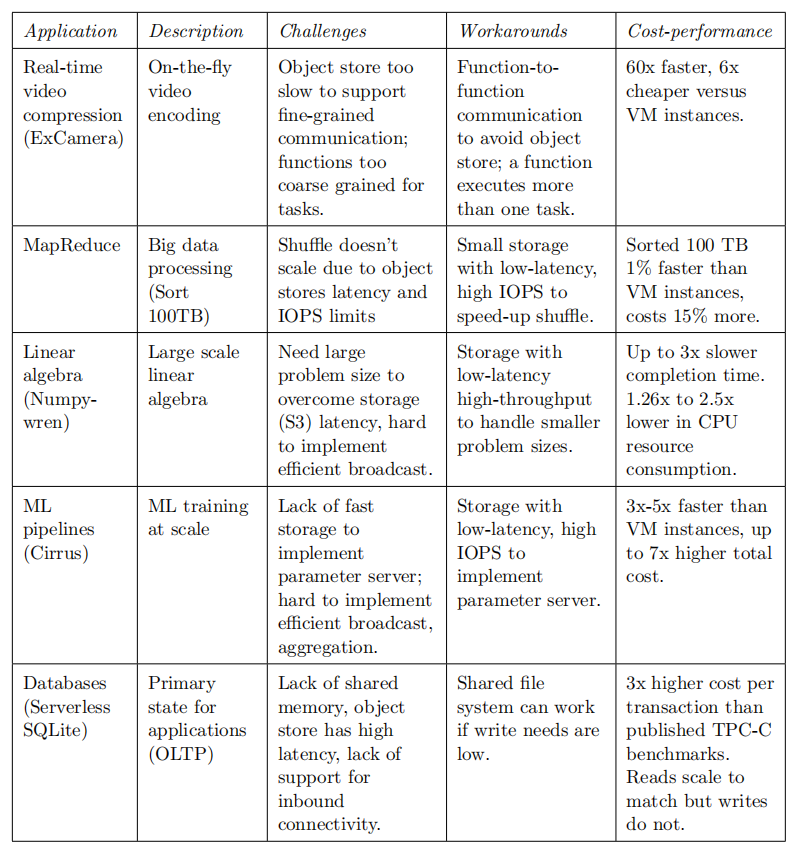 Application Description Challenges Workarounds Cost-performance
Real-time
video
compression
(ExCamera)
On-the-fly
video
encoding
Object store too
slow to support
fine-grained
communication;
functions too
coarse grained for
tasks.
Function-to-
function
communication
to avoid object
store; a function
executes more
than one task.
60x faster, 6x
cheaper versus
VM instances.
MapReduce
Big data
processing
(Sort
100TB)
Shuffle doesn't
scale due to object
stores latency and
IOPS limits
Small storage
with low-latency,
high IOPS to
speed-up shuffle.
Sorted 100 TB
1% faster than
VM instances,
costs 15% more.
Linear
algebra
(Numpy-
wren)
Large scale
linear
algebra
Need large
problem size to
overcome storage
(S3) latency, hard
to implement
efficient broadcast.
Storage with
low-latency
high-throughput
to handle smaller
problem sizes.
Up to 3x slower
completion time.
1.26x to 2.5x
lower in CPU
resource
consumption.
ML
pipelines
(Cirrus)
ML training
at scale
Lack of fast
storage to
implement
parameter server;
hard to implement
efficient broadcast,
aggregation.
Storage with
low-latency, high
IOPS to
implement
parameter server.
3x-5x faster than
VM instances, up
to 7x higher total
cost.
Databases
(Serverless
SQLite)
Primary
state for
applications
(OLTP)
Lack of shared
memory, object
store has high
latency, lack of
support for
inbound
connectivity.
Shared file
system can work
if write needs are
low.
3x higher cost per
transaction than
published TPC-C
benchmarks.
Reads scale to
match but writes
do not.